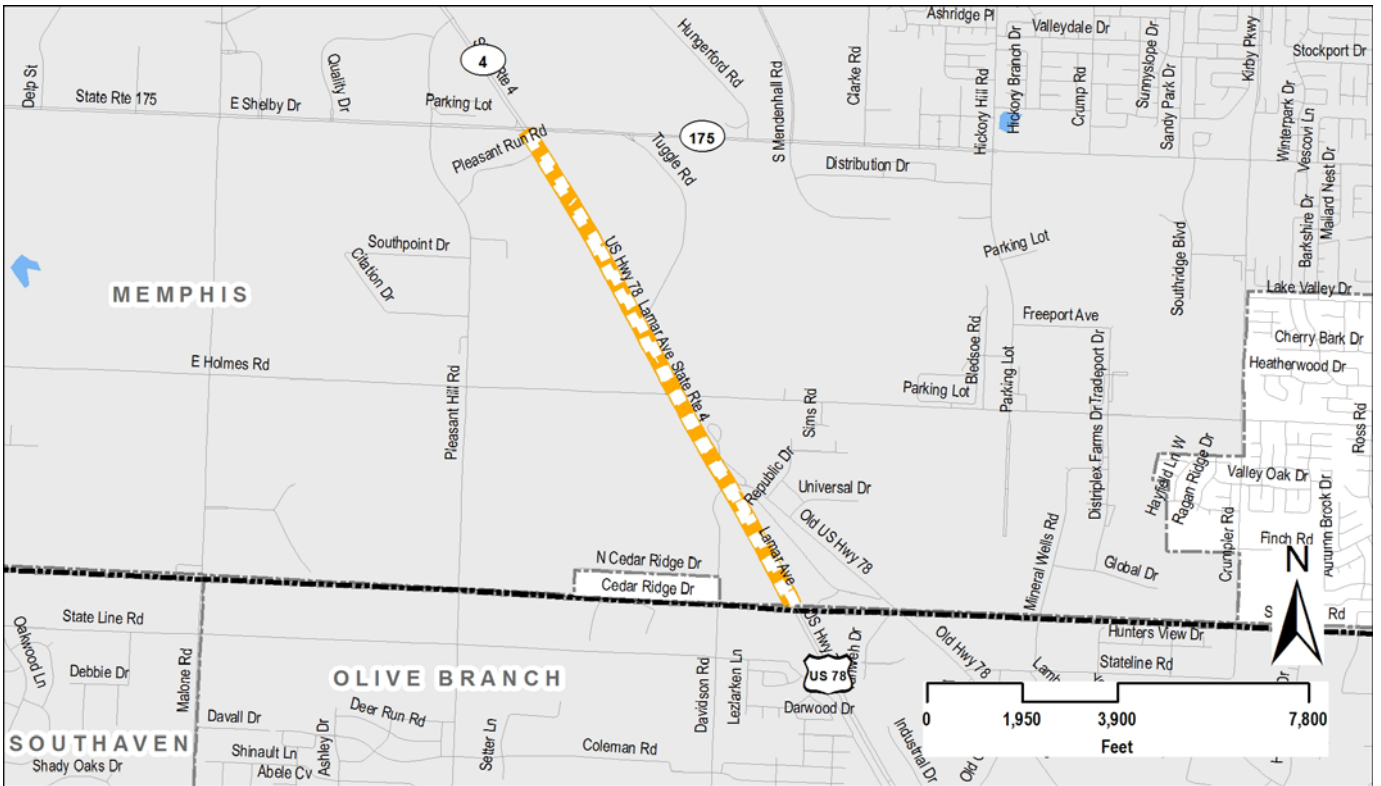 Ashridge Pl
Valleydale Dr
Hungerford Rd
Delp St
Quality Dr
4
Rte 4
Clarke Rd
S Mendenhall Rd
Hickory Hill Rd
Hickory Branch Dr
Crump Rd
Sunnyslope Dr
Sandy Park Dr
Kirby Pkwy
Stockport Dr
State Rte 175
E Shelby Dr
Parking Lot
Pleasant Run Rd
175
Tuggle Rd
Distribution Dr
Winterpark Dr
Vescovi Ln
Barkshire Dr
Mallard Nest Dr
Southpoint Dr
Citation Dr
US Hwy 78
Parking Lot
Southridge Blvd
Lake Valley Dr
MEMPHIS
Lamar Ave
State Rte 4
Freeport Ave
Cherry Bark Dr
Heatherwood Dr
E Holmes Rd
Pleasant Hill Rd
Bledsoe Rd
Parking Lot
Parking Lot
Tradeport Dr
Distriplex Farms Dr
Sims Rd
Ross Rd
Hayfield Ln W
Ragan Ridge Dr
Valley Oak Dr
Republic Dr
Universal Dr
Old US Hwy 78
Lamar Ave
Mineral Wells Rd
Global Dr
Crumpler Rd
Finch Rd
Autumn Brook Dr
N
N Cedar Ridge Dr
Cedar Ridge Dr
State Line Rd
S
Rd
Hunters View Dr
Stateline Rd
Oakwood Ln
Debbie Dr
Malone Rd
OLIVE BRANCH
Davidson Rd
Lezlarken Ln
US Hwy
US 78
Old Hwy 78
Darwood Dr
Industrial Dr
Davall Dr
Deer Run Rd
Setter Ln
Coleman Rd
SOUTHAVEN
Shinault Ln
Ashley Dr
Shady Oaks Dr
Abele Cv
0 1,950 3,900 7,800
Feet